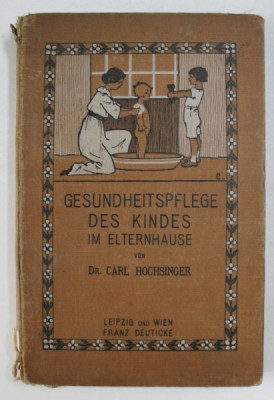 E.
GESUNDHEITSPFLEGE
DES KINDES
IM ELTERNHAUSE
VON
DR. CARL HOCHSINGER
LEIPZIG UND WIEN
FRANZ DEUTICKE